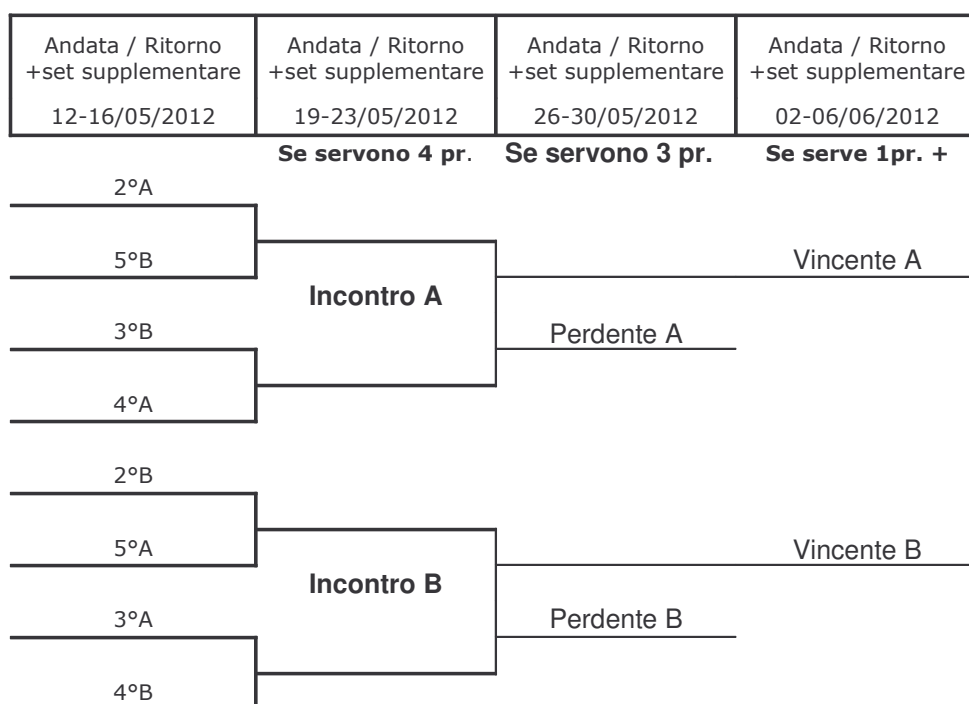 Andata / Ritorno
+set supplementare
12-16/05/2012
Andata / Ritorno
+set supplementare
19-23/05/2012
Andata / Ritorno
+set supplementare
26-30/05/2012
Andata / Ritorno
+set supplementare
02-06/06/2012
Se servono 4 pr.
Se servono 3 pr.
Se serve 1pr. +
2°A
5°B
Vincente A
Incontro A
3°B
Perdente A
4°A
2°B
5°A
Vincente B
Incontro B
3°A
Perdente B
4°B